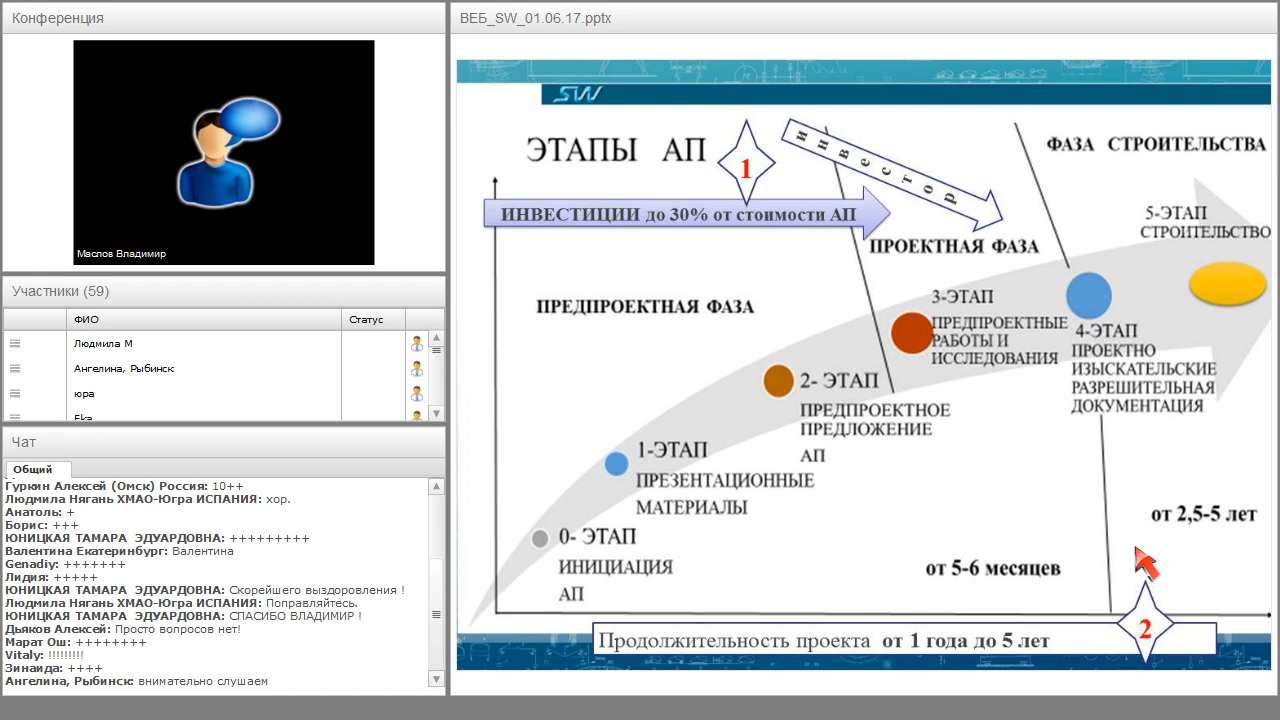 Конференция
Маслов Владимир
Участники (59)
ФИО Статус
Людмила М
Ангелина, Рыбинск
юра
Чат
Общий
Гуркин Алексей (Омск) Россия: 10++
Людмила Нягань ХМАО-Югра ИСПАНИЯ: хор.
Анатоль: +
Борис: +++
ЮНИЦКАЯ ТАМАРА ЭДУАРДОВНА: +++++++++
Валентина Екатеринбург: Валентина
Genadiy: +++++++
Лидия: +++++
ЮНИЦКАЯ ТАМАРА ЭДУАРДОВНА: Скорейшего выздоровления !
Людмила Нягань ХМАО-Югра ИСПАНИЯ: Поправляйтесь.
ЮНИЦКАЯ ТАМАРА ЭДУАРДОВНА: СПАСИБО ВЛАДИМИР !
Дьяков Алексей: Просто вопросов нет!
Марат Ош: ++++++++
Vitaly: !!!!!!!!!
Зинаида: ++++
Ангелина, Рыбинск: внимательно слушаем
ВЕБ_SW_01.06.17.pptx
SW
ЭТАПЫ АП
1
инвестор
ФАЗА СТРОИТЕЛЬСТВА
ИНВЕСТИЦИИ до 30% от стоимости АП
5-ЭТАП
СТРОИТЕЛЬСТВО
ПРОЕКТНАЯ ФАЗА
ПРЕДПРОЕКТНАЯ ФАЗА
3-ЭТАП
ПРЕДПРОЕКТНЫЕ
РАБОТЫ И
ИССЛЕДОВАНИЯ
4-ЭТАП
ПРОЕКТНО
ИЗЫСКАТЕЛЬСКИЕ
РАЗРЕШИТЕЛЬНАЯ
ДОКУМЕНТАЦИЯ
2- ЭТАП
ПРЕДПРОЕКТНОЕ
ПРЕДЛОЖЕНИЕ
АП
1-ЭТАП
ПРЕЗЕНТАЦИОННЫЕ
МАТЕРИАЛЫ
0- ЭТАП
ИНИЦИАЦИЯ
АП
от 2,5-5 лет
от 5-6 месяцев
2
Продолжительность проекта от 1 года до 5 лет